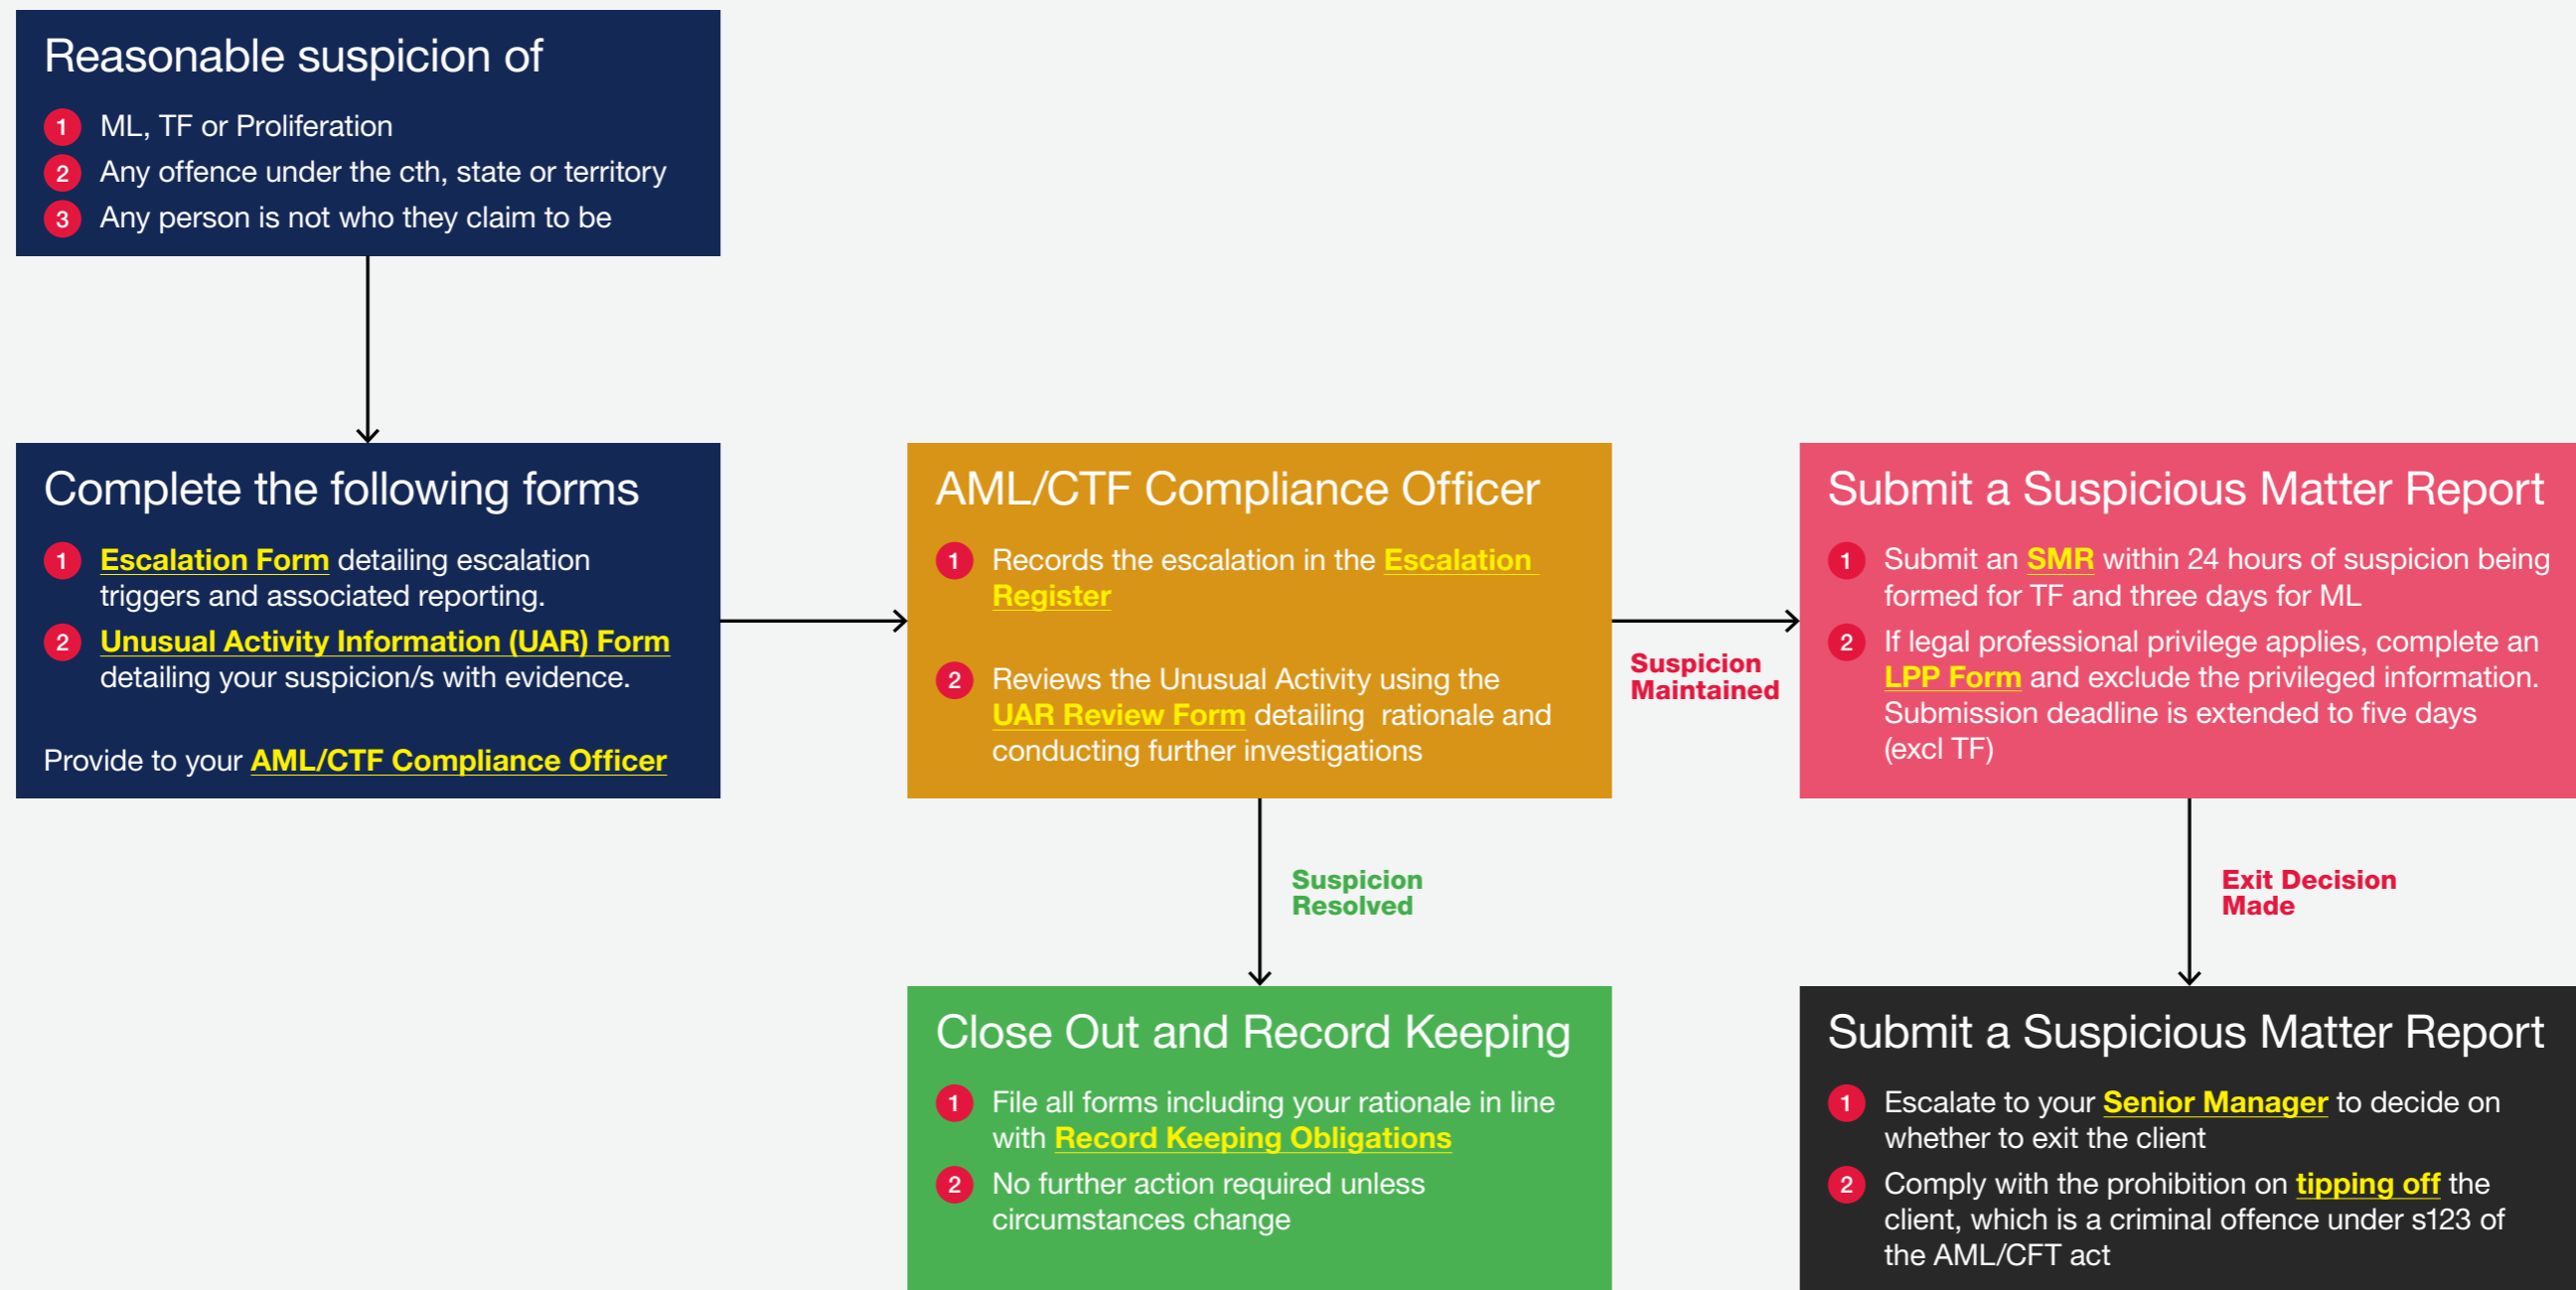 Reasonable suspicion of
1 ML, TF or Proliferation
2 Any offence under the cth, state or territory
3 Any person is not who they claim to be
Complete the following forms
1 Escalation Form detailing escalation
triggers and associated reporting.
2 Unusual Activity Information (UAR) Form
detailing your suspicion/s with evidence.
Provide to your AML/CTF Compliance Officer
AML/CTF Compliance Officer
1 Records the escalation in the Escalation
Register
2 Reviews the Unusual Activity using the
UAR Review Form detailing rationale and
conducting further investigations
Suspicion
Maintained
Submit a Suspicious Matter Report
1 Submit an SMR within 24 hours of suspicion being
formed for TF and three days for ML
2 If legal professional privilege applies, complete an
LPP Form and exclude the privileged information.
Submission deadline is extended to five days
(excl TF)
Suspicion
Resolved
Exit Decision
Made
Close Out and Record Keeping
1 File all forms including your rationale in line
with Record Keeping Obligations
2 No further action required unless
circumstances change
Submit a Suspicious Matter Report
1 Escalate to your Senior Manager to decide on
whether to exit the client
2 Comply with the prohibition on tipping off the
client, which is a criminal offence under s123 of
the AML/CFT act